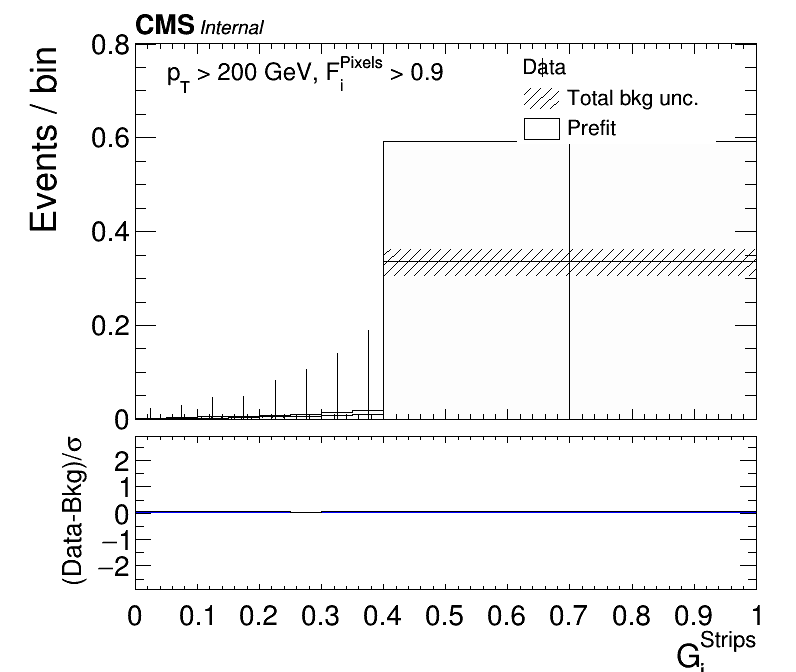 CMS Internal
0.8
0.6
0.4
0.2
0
Events / bin
p_T > 200 GeV, F_i^Pixels > 0.9
Data
Total bkg unc.
Prefit
2
1
0
−1
−2
(Data-Bkg)/σ
0 0.1 0.2 0.3 0.4 0.5 0.6 0.7 0.8 0.9 1
G_i^Strips